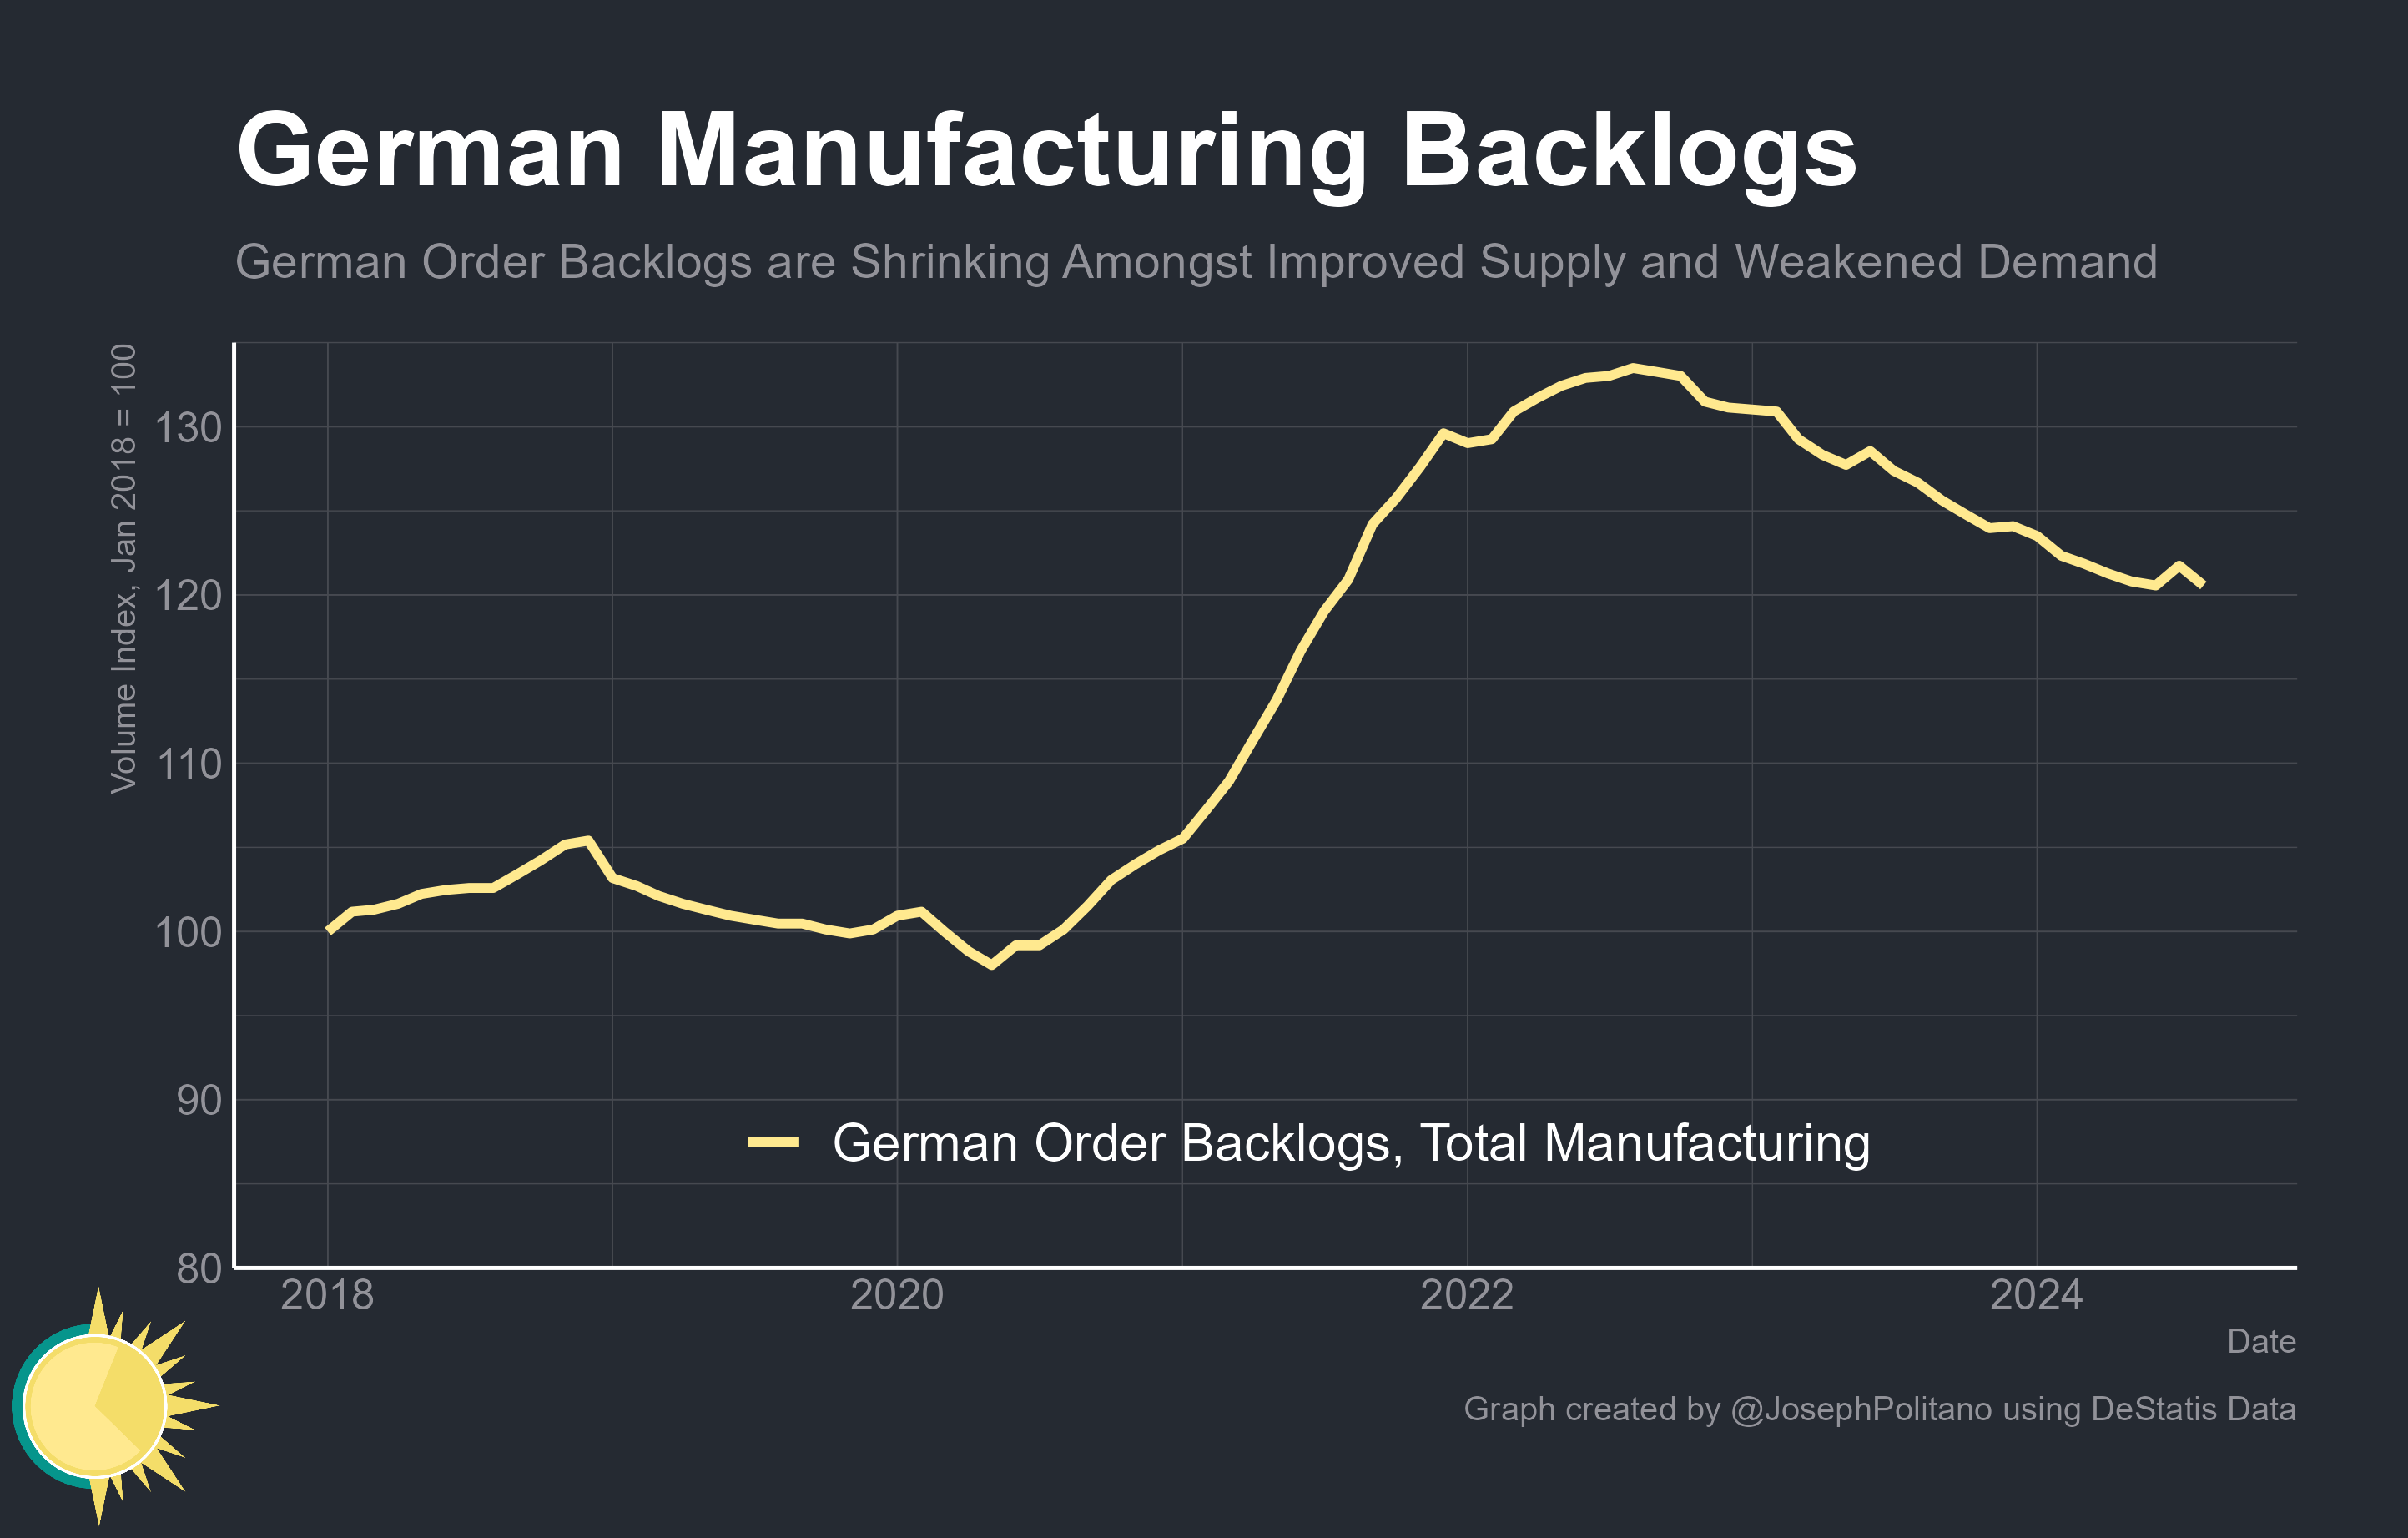 German Manufacturing Backlogs
German Order Backlogs are Shrinking Amongst Improved Supply and Weakened Demand
Volume Index, Jan 2018 = 100
130
120
110
100
90
80
German Order Backlogs, Total Manufacturing
2018
2020
2022
2024
Date
Graph created by @JosephPolitano using DeStatis Data